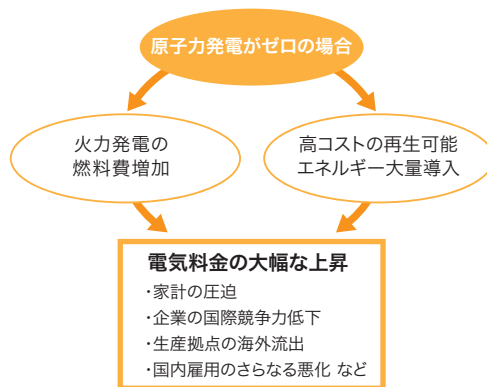 原子力発電がゼロの場合
火力発電の
燃料費増加
高コストの再生可能
エネルギー大量導入
電気料金の大幅な上昇
・家計の圧迫
・企業の国際競争力低下
・生産拠点の海外流出
・国内雇用のさらなる悪化 など